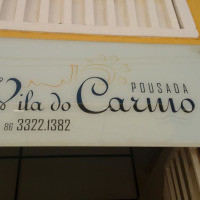 POUSADA
Vila do Carmo
86 3322.1382